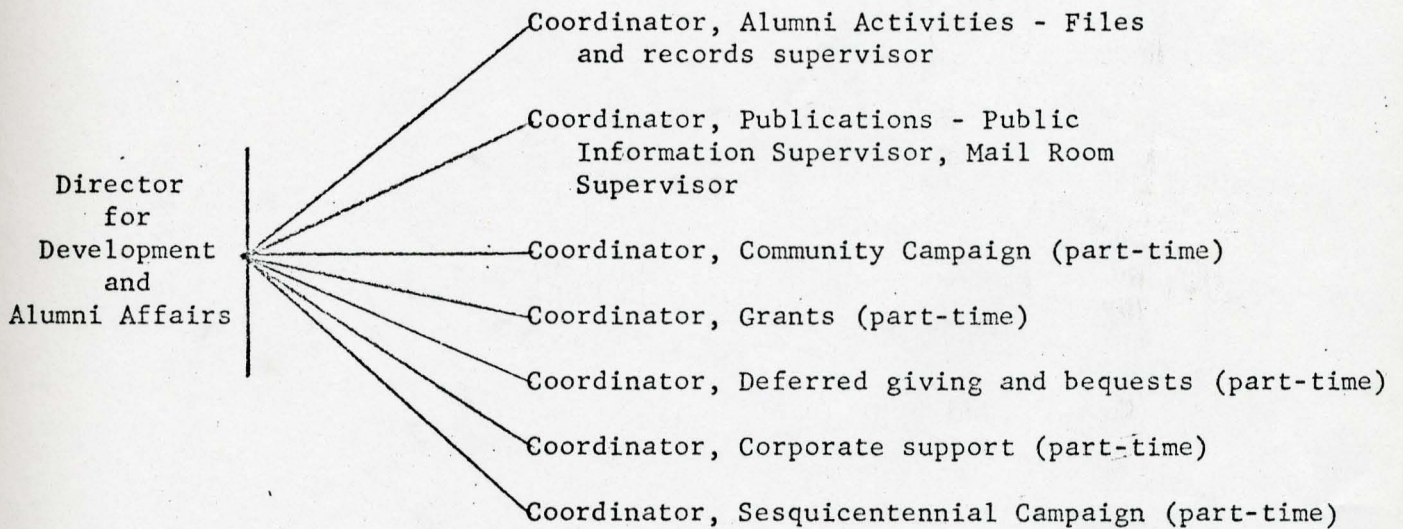 Director
for
Development
and
Alumni Affairs
Coordinator, Alumni Activities - Files
and records supervisor
Coordinator, Publications - Public
Information Supervisor, Mail Room
Supervisor
Coordinator, Community Campaign (part-time)
Coordinator, Grants (part-time)
Coordinator, Deferred giving and bequests (part-time)
Coordinator, Corporate support (part-time)
Coordinator, Sesquicentennial Campaign (part-time)